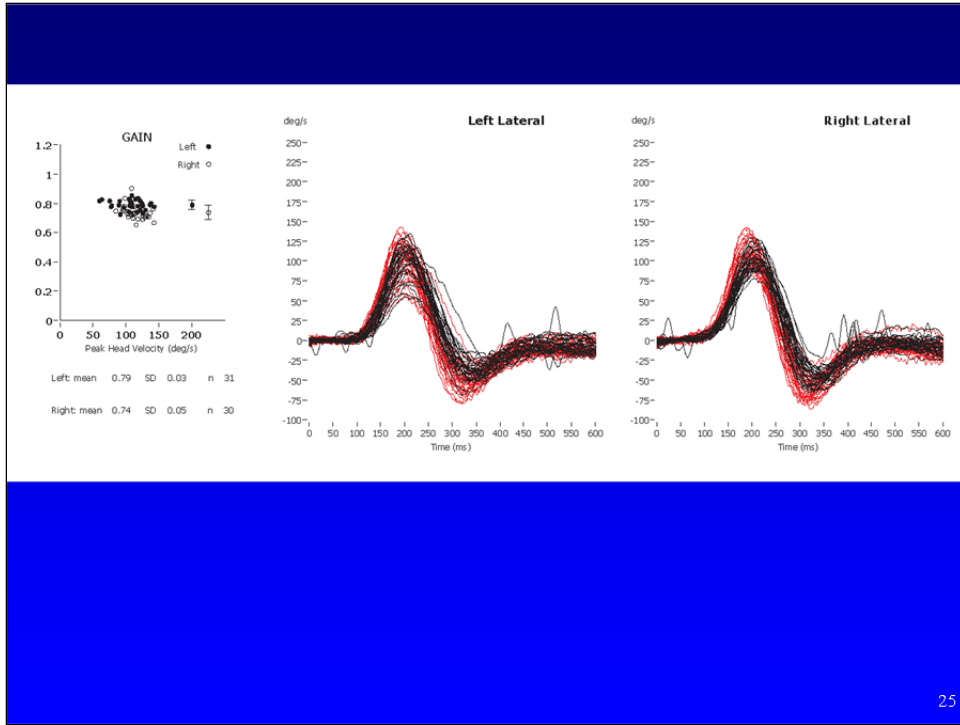 GAIN
Left ●
Right ○
1.2
1
0.8
0.6
0.4
0.2
0
0 50 100 150 200
Peak Head Velocity (deg/s)
Left: mean 0.79 SD 0.03 n 31
Right: mean 0.74 SD 0.05 n 30
deg/s
Left Lateral
250
225
200
175
150
125
100
75
50
25
0
-25
-50
-75
-100
0 50 100 150 200 250 300 350 400 450 500 550 600
Time (ms)
deg/s
Right Lateral
250
225
200
175
150
125
100
75
50
25
0
-25
-50
-75
-100
0 50 100 150 200 250 300 350 400 450 500 550 600
Time (ms)
25